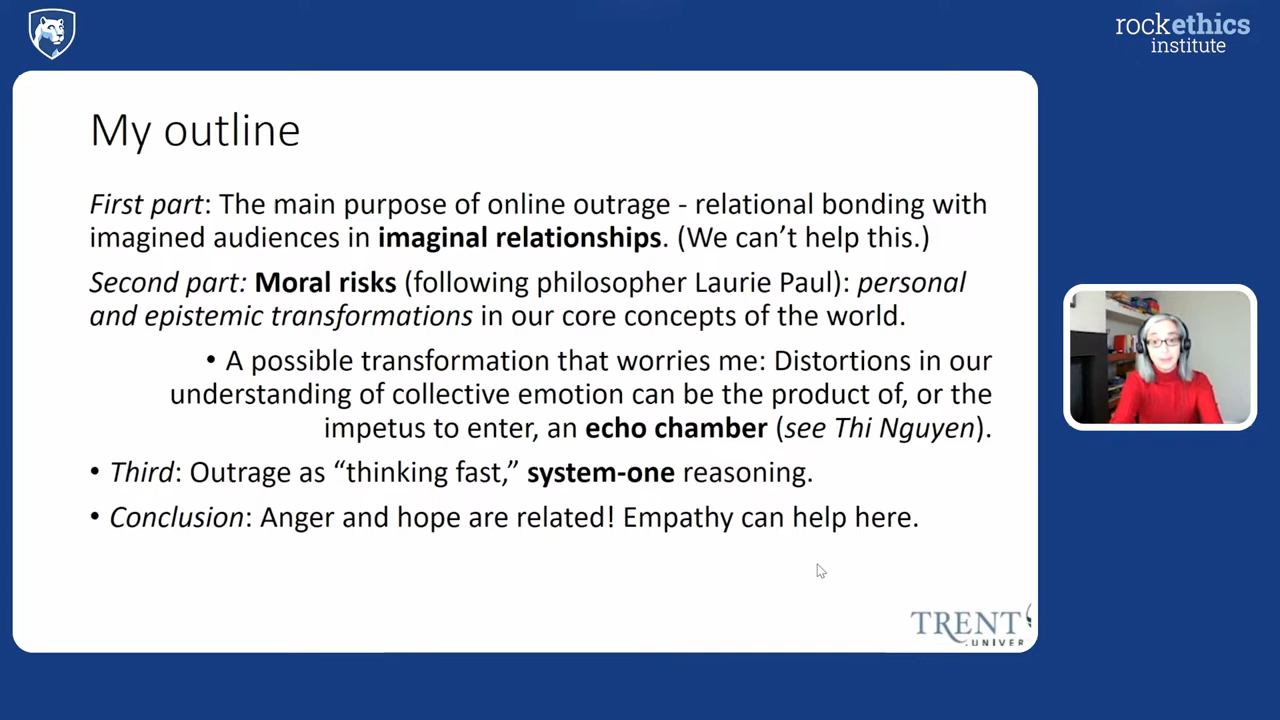 rockethics
institute
My outline
First part: The main purpose of online outrage - relational bonding with
imagined audiences in imaginal relationships. (We can’t help this.)
Second part: Moral risks (following philosopher Laurie Paul): personal
and epistemic transformations in our core concepts of the world.
• A possible transformation that worries me: Distortions in our
understanding of collective emotion can be the product of, or the
impetus to enter, an echo chamber (see Thi Nguyen).
• Third: Outrage as “thinking fast,” system-one reasoning.
• Conclusion: Anger and hope are related! Empathy can help here.
TRENT
UNIVER